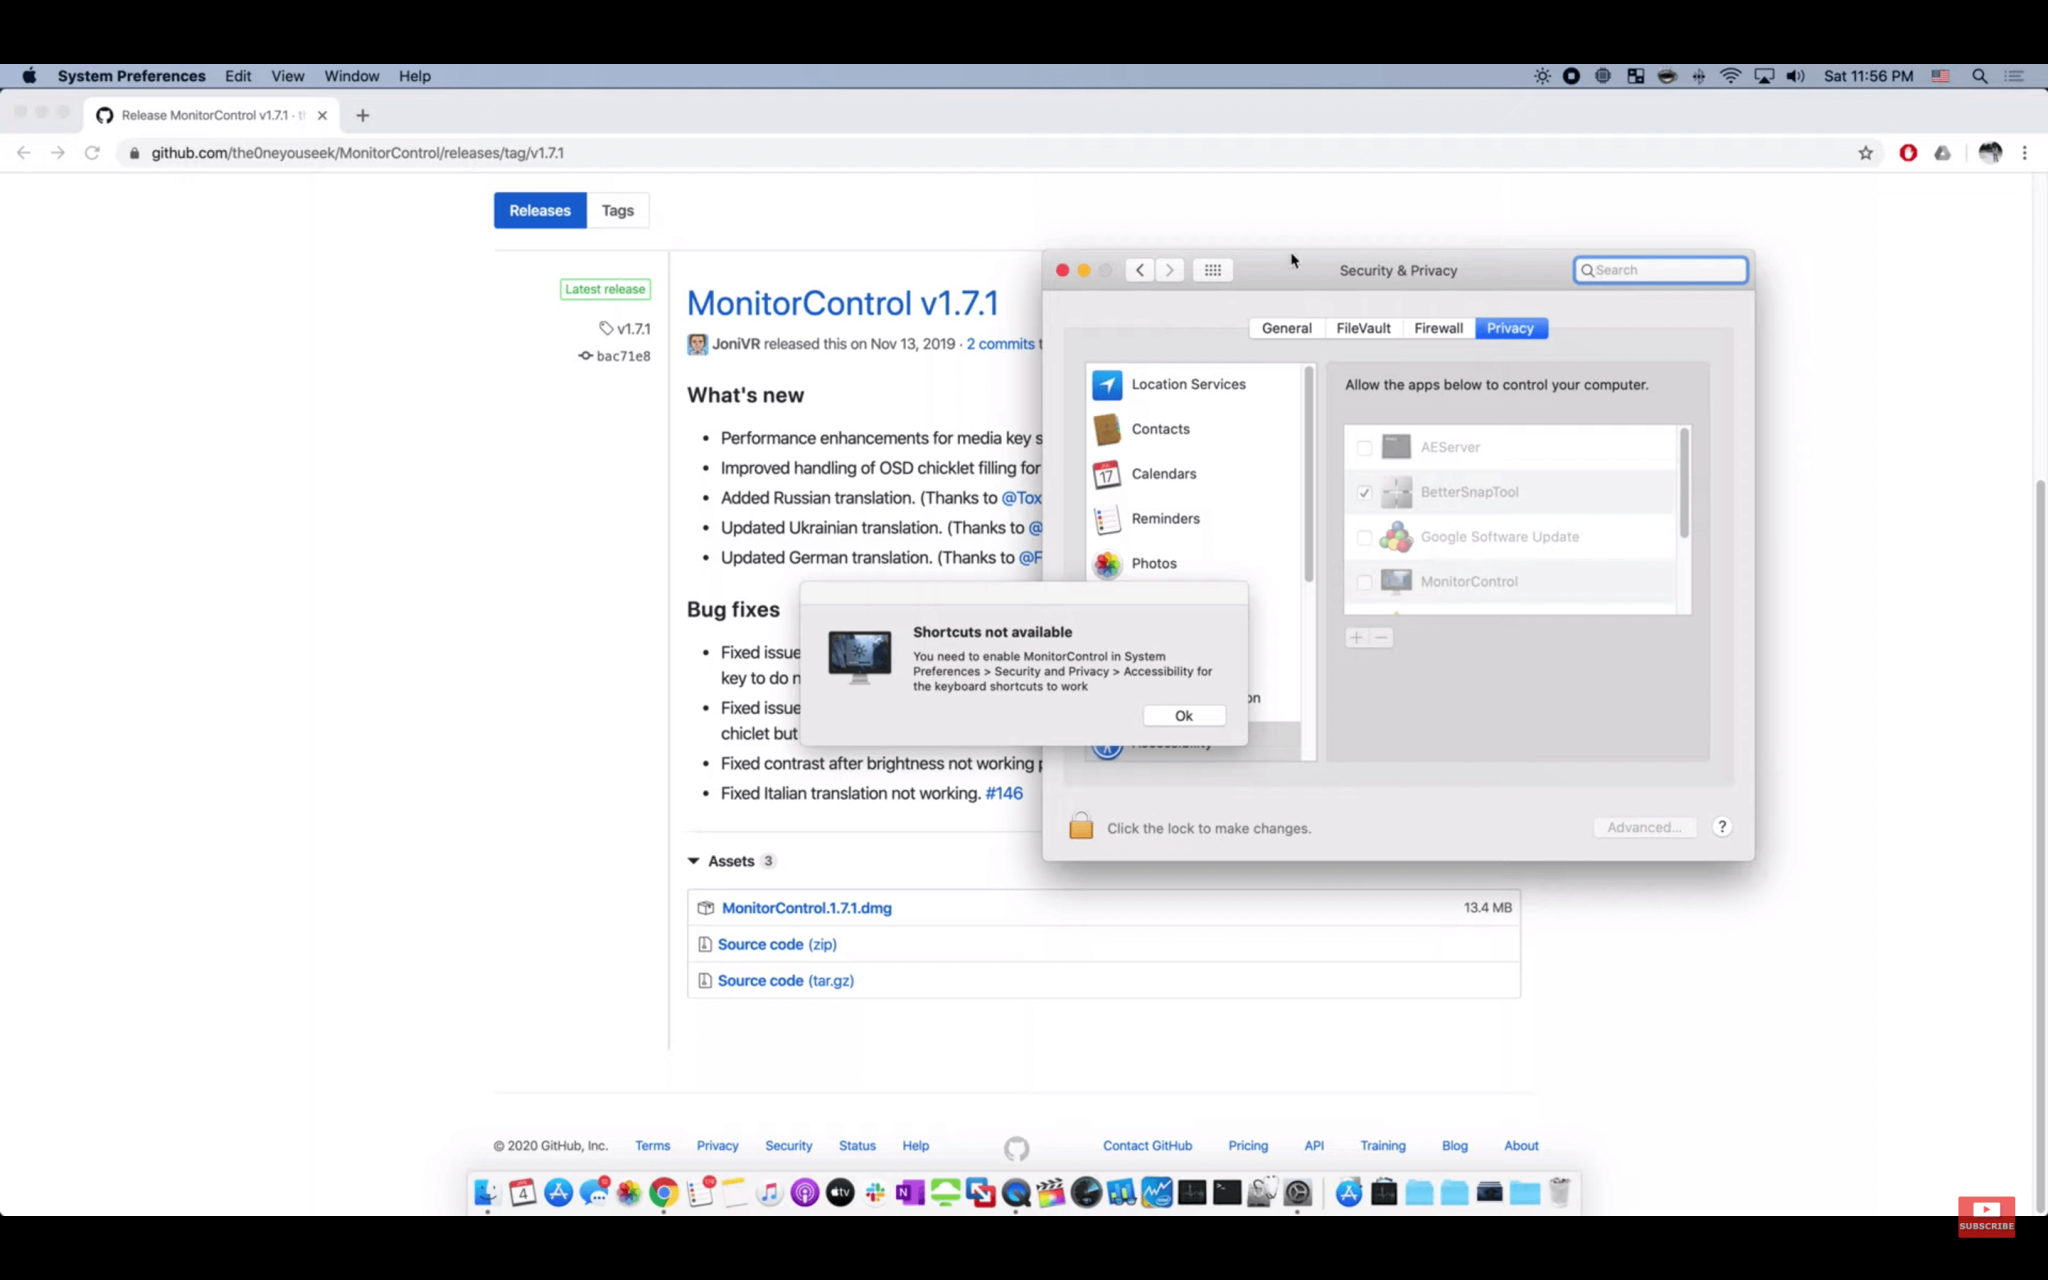 System Preferences Edit View Window Help
Sat 11:56 PM
Release MonitorControl v1.7.1 · t
github.com/the0neyouseek/MonitorControl/releases/tag/v1.7.1
Releases Tags
Latest release
v1.7.1
bac71e8
MonitorControl v1.7.1
JoniVR released this on Nov 13, 2019 · 2 commits t
What's new
• Performance enhancements for media key s
• Improved handling of OSD chicklet filling for
• Added Russian translation. (Thanks to @Tox
• Updated Ukrainian translation. (Thanks to @
• Updated German translation. (Thanks to @F
Bug fixes
• Fixed issue
key to do n
• Fixed issue
chiclet but
• Fixed contrast after brightness not working p
• Fixed Italian translation not working. #146
Assets 3
MonitorControl.1.7.1.dmg 13.4 MB
Source code (zip)
Source code (tar.gz)
Security & Privacy
Search
General FileVault Firewall Privacy
Location Services
Contacts
17
Calendars
Reminders
Photos
on
Accessibility
Allow the apps below to control your computer.
AEServer
BetterSnapTool
Google Software Update
MonitorControl
Click the lock to make changes.
Advanced...
?
Shortcuts not available
You need to enable MonitorControl in System
Preferences > Security and Privacy > Accessibility for
the keyboard shortcuts to work
Ok
© 2020 GitHub, Inc. Terms Privacy Security Status Help
Contact GitHub Pricing API Training Blog About
4
tv
N
SUBSCRIBE